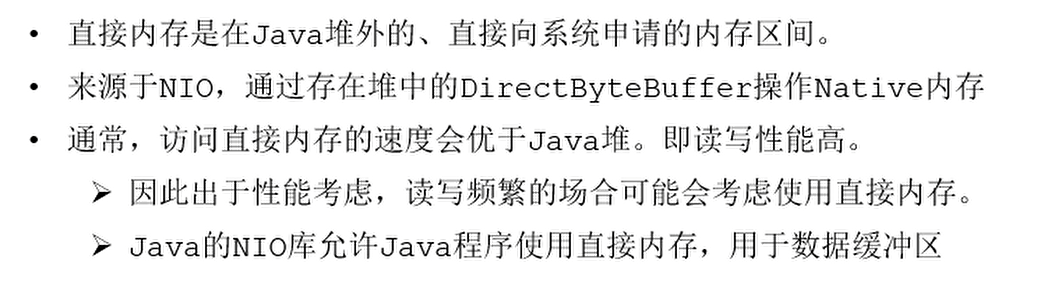 • 直接内存是在Java堆外的、直接向系统申请的内存区间。
• 来源于NIO，通过存在堆中的DirectByteBuffer操作Native内存
• 通常，访问直接内存的速度会优于Java堆。即读写性能高。
➢ 因此出于性能考虑，读写频繁的场合可能会考虑使用直接内存。
➢ Java的NIO库允许Java程序使用直接内存，用于数据缓冲区